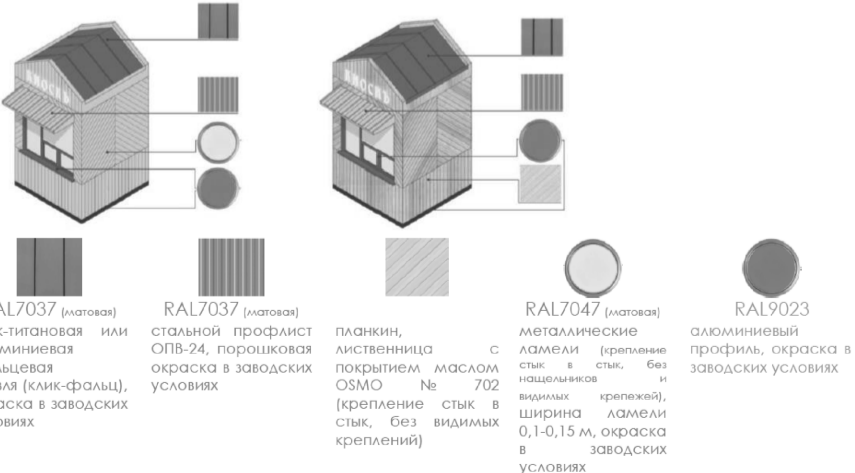 КИОСКЪ
КИОСКЪ
AL7037 (матовая)
к-титановая или
миниевая
льцевая
вля (клик-фальц),
аска в заводских
овиях
RAL7037 (матовая)
стальной профлист
ОПВ-24, порошковая
окраска в заводских
условиях
планкин,
лиственница с
покрытием маслом
OSMO № 702
(крепление стык в
стык, без видимых
креплений)
RAL7047 (матовая)
металлические
ламели (крепление
стык в стык, без
нащельников и
видимых крепежей),
ширина ламели
0,1-0,15 м, окраска
в заводских
условиях
RAL9023
алюминиевый
профиль, окраска в
заводских условиях